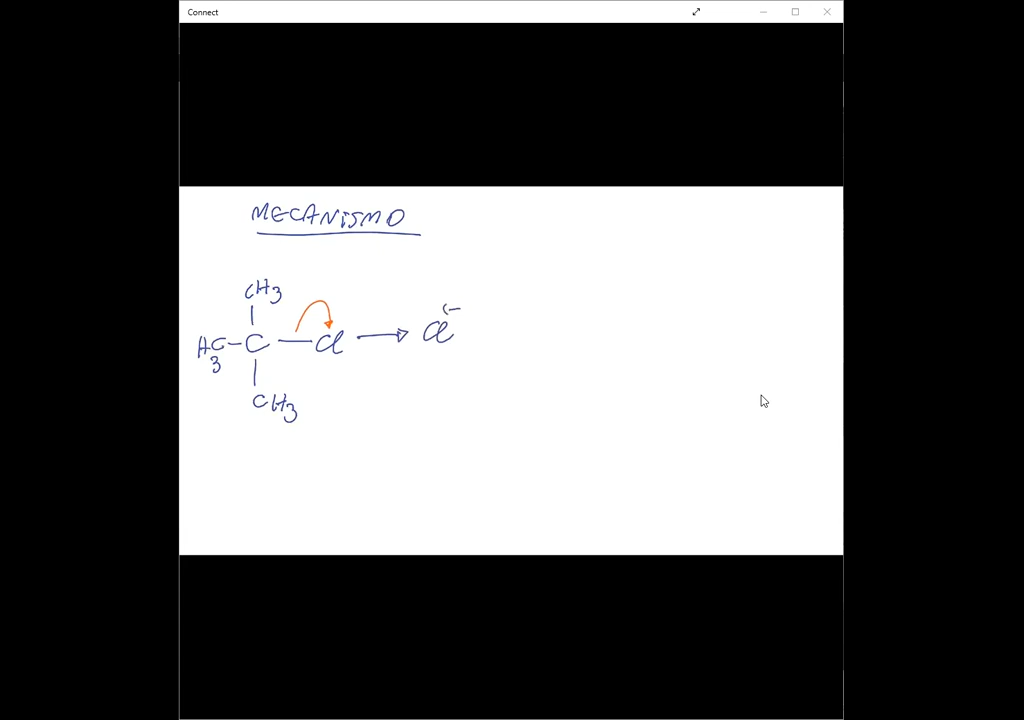 Connect
MECANISMO
CH3
H3C-C-Cl → Cl-
CH3